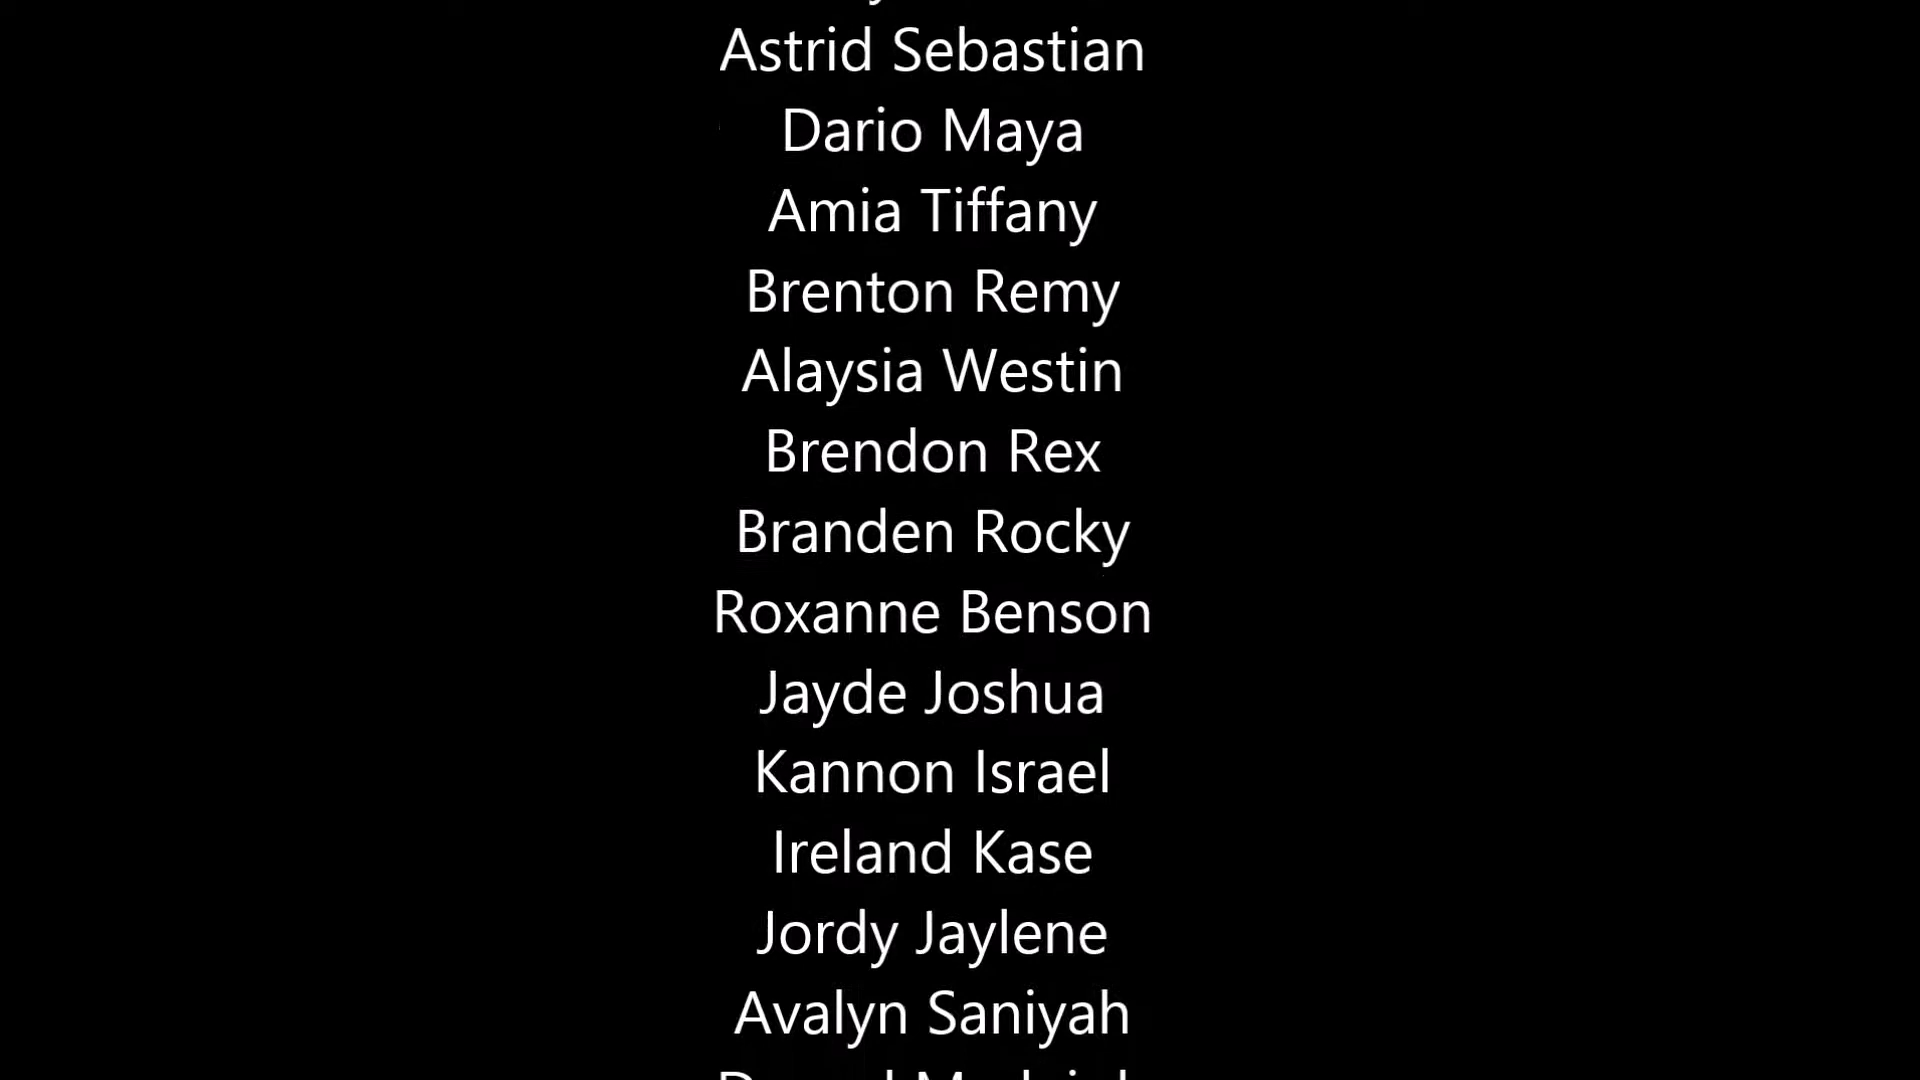 Astrid Sebastian
Dario Maya
Amia Tiffany
Brenton Remy
Alaysia Westin
Brendon Rex
Branden Rocky
Roxanne Benson
Jayde Joshua
Kannon Israel
Ireland Kase
Jordy Jaylene
Avalyn Saniyah